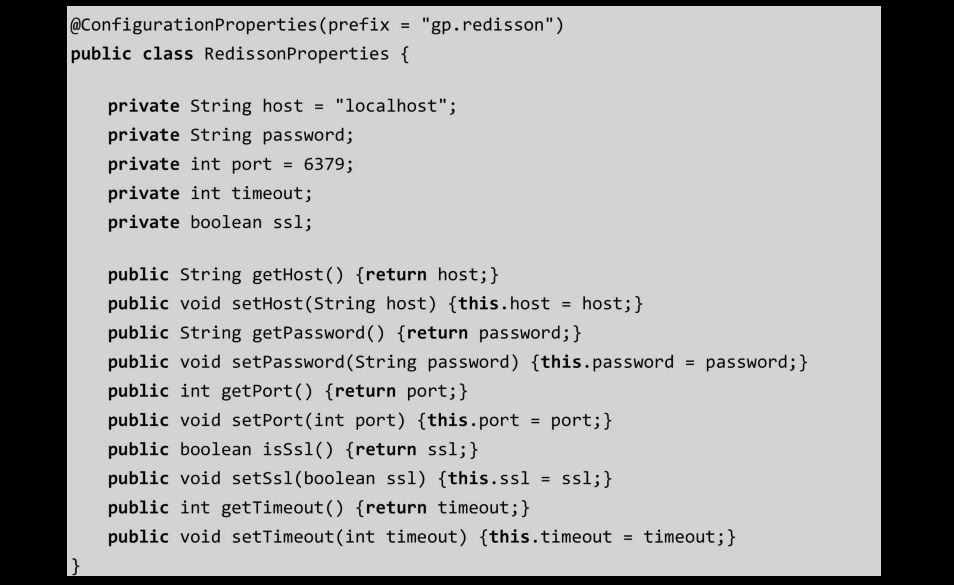 @ConfigurationProperties(prefix = "gp.redisson")
public class RedissonProperties {
private String host = "localhost";
private String password;
private int port = 6379;
private int timeout;
private boolean ssl;
public String getHost() {return host;}
public void setHost(String host) {this.host = host;}
public String getPassword() {return password;}
public void setPassword(String password) {this.password = password;}
public int getPort() {return port;}
public void setPort(int port) {this.port = port;}
public boolean isSsl() {return ssl;}
public void setSsl(boolean ssl) {this.ssl = ssl;}
public int getTimeout() {return timeout;}
public void setTimeout(int timeout) {this.timeout = timeout;}
}